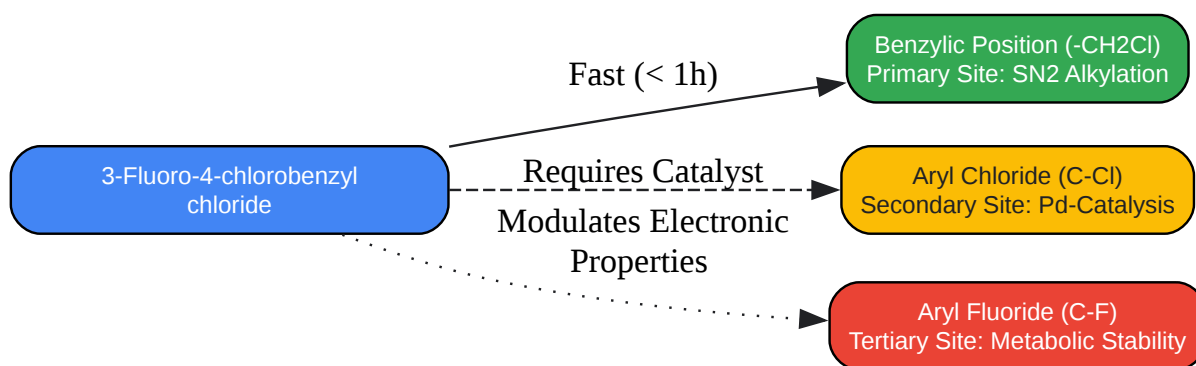 Benzylic Position (-CH2Cl)
Primary Site: SN2 Alkylation
Fast (< 1h)
3-Fluoro-4-chlorobenzyl
chloride
Requires Catalyst
Aryl Chloride (C-Cl)
Secondary Site: Pd-Catalysis
Modulates Electronic
Properties
Aryl Fluoride (C-F)
Tertiary Site: Metabolic Stability